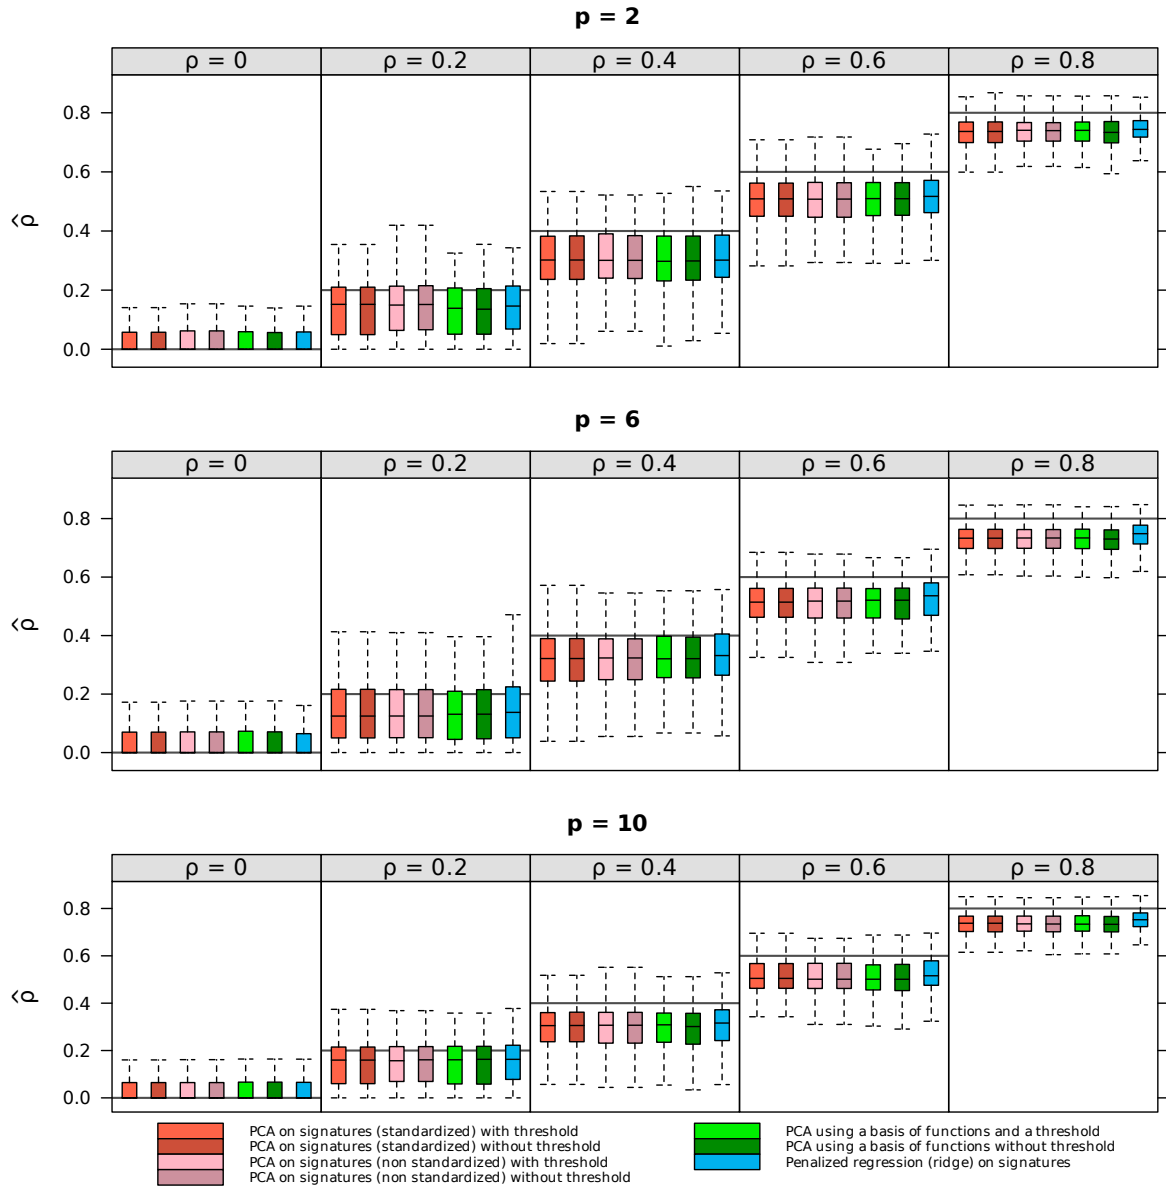 p = 2
ρ = 0 ρ = 0.2 ρ = 0.4 ρ = 0.6 ρ = 0.8
0.8
0.6
0.4
0.2
0.0
ρ̂
p = 6
ρ = 0 ρ = 0.2 ρ = 0.4 ρ = 0.6 ρ = 0.8
0.8
0.6
0.4
0.2
0.0
ρ̂
p = 10
ρ = 0 ρ = 0.2 ρ = 0.4 ρ = 0.6 ρ = 0.8
0.8
0.6
0.4
0.2
0.0
ρ̂
PCA on signatures (standardized) with threshold
PCA on signatures (standardized) without threshold
PCA on signatures (non standardized) with threshold
PCA on signatures (non standardized) without threshold
PCA using a basis of functions and a threshold
PCA using a basis of functions without threshold
Penalized regression (ridge) on signatures